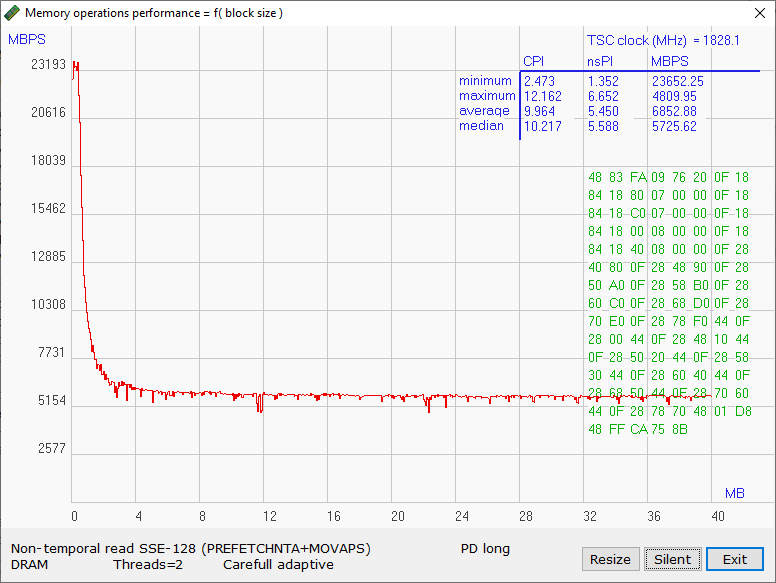 Memory operations performance = f( block size )
MBPS
TSC clock (MHz) = 1828.1
CPI nsPI MBPS
minimum 2.473 1.352 23652.25
maximum 12.162 6.652 4809.95
average 9.964 5.450 6852.88
median 10.217 5.588 5725.62
23193
20616
18039
15462
12885
10308
7731
5154
2577
48 83 FA 09 76 20 0F 18
84 18 80 07 00 00 0F 18
84 18 C0 07 00 00 0F 18
84 18 00 08 00 00 0F 18
84 18 40 08 00 00 0F 28
40 80 0F 28 48 90 0F 28
50 A0 0F 28 58 B0 0F 28
60 C0 0F 28 68 D0 0F 28
70 E0 0F 28 78 F0 44 0F
28 00 44 0F 28 48 10 44
0F 28 50 20 44 0F 28 58
30 44 0F 28 60 40 44 0F
28 68 50 44 0F 28 70 60
44 0F 28 78 70 48 01 D8
48 FF CA 75 8B
MB
0 4 8 12 16 20 24 28 32 36 40
Non-temporal read SSE-128 (PREFETCHNTA+MOVAPS) PD long
DRAM Threads=2 Carefull adaptive
Resize Silent Exit